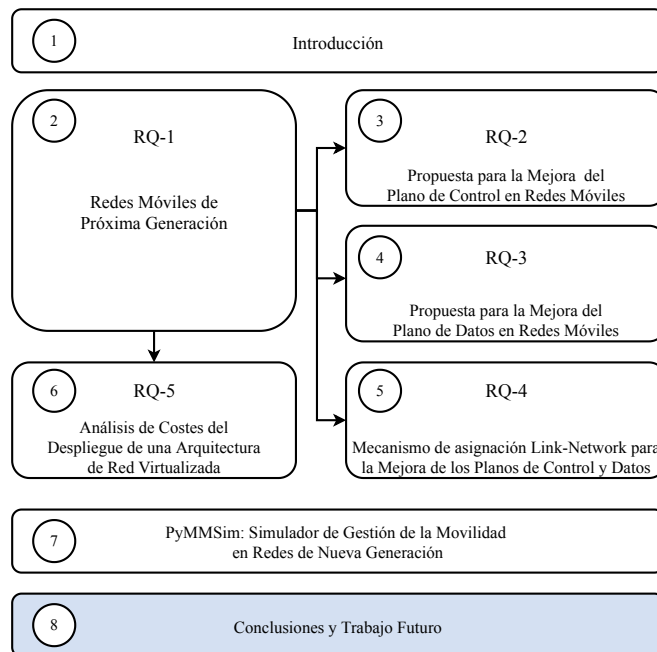 1
Introducción
2
RQ-1
Redes Móviles de
Próxima Generación
3
RQ-2
Propuesta para la Mejora del
Plano de Control en Redes Móviles
4
RQ-3
Propuesta para la Mejora del
Plano de Datos en Redes Móviles
6
RQ-5
Análisis de Costes del
Despliegue de una Arquitectura
de Red Virtualizada
5
RQ-4
Mecanismo de asignación Link-Network para
la Mejora de los Planos de Control y Datos
7
PyMMSim: Simulador de Gestión de la Movilidad
en Redes de Nueva Generación
8
Conclusiones y Trabajo Futuro